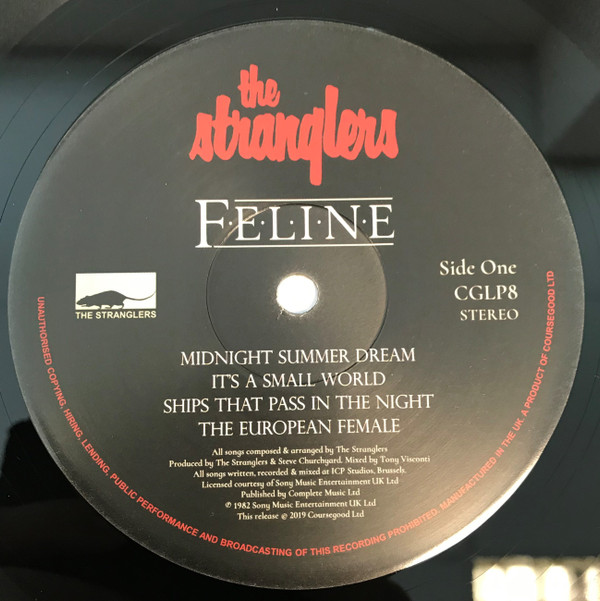 the
stranglers
F·E·L·I·N·E
THE STRANGLERS
Side One
CGLP8
STEREO
MIDNIGHT SUMMER DREAM
IT'S A SMALL WORLD
SHIPS THAT PASS IN THE NIGHT
THE EUROPEAN FEMALE
All songs composed & arranged by The Stranglers
Produced by The Stranglers & Steve Churchyard. Mixed by Tony Visconti
All songs written, recorded & mixed at ICP Studios, Brussels.
Licensed courtesy of Sony Music Entertainment UK Ltd
Published by Complete Music Ltd
℗ 1982 Sony Music Entertainment UK Ltd
This release © 2019 Coursegood Ltd
UNAUTHORISED COPYING, HIRING, LENDING, PUBLIC PERFORMANCE AND BROADCASTING OF THIS RECORDING PROHIBITED. MANUFACTURED IN THE UK. A PRODUCT OF COURSEGOOD LTD